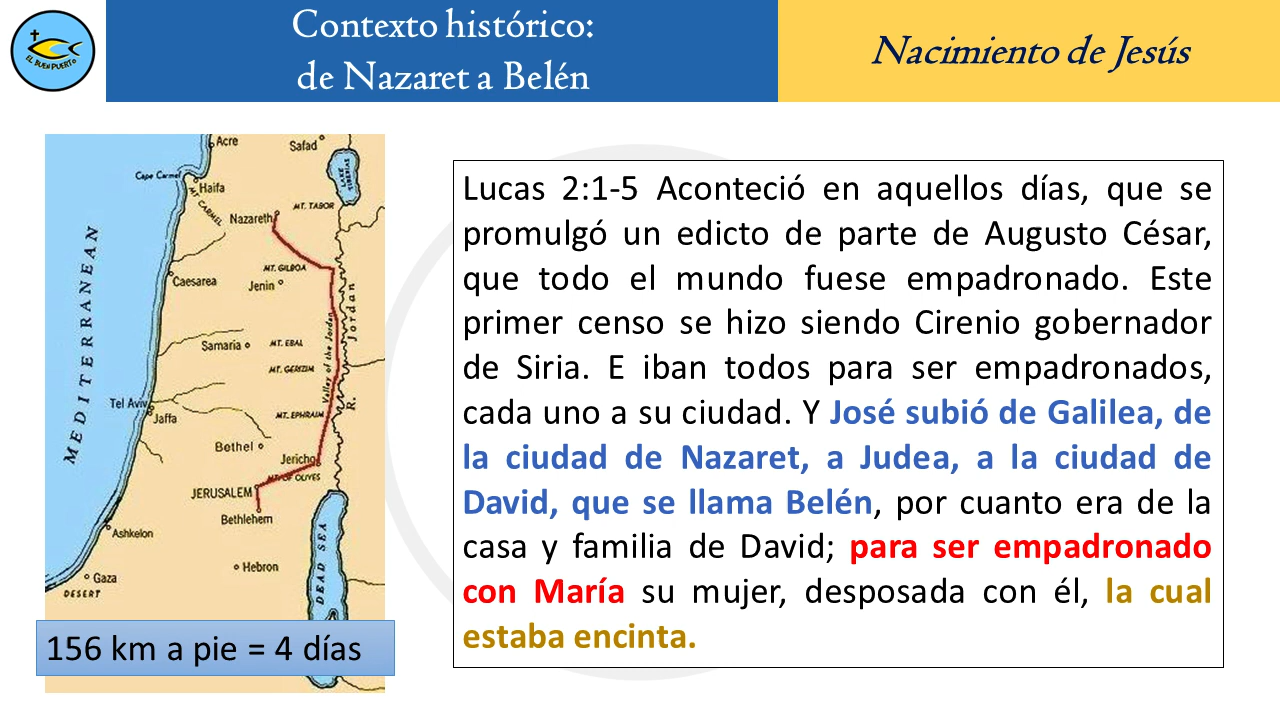 EL BUEN PUERTO
Contexto histórico:
de Nazaret a Belén
Nacimiento de Jesús
Acre
Safad
Cape Carmel
LAKE TIBERIAS
Haifa
MT. CARMEL
MT. TABOR
Nazareth
MEDITERRANEAN
MT. GILBOA
Caesarea
Jenin
R. Jordan
Valley of the Jordan
Samaria
MT. EBAL
MT. GERIZIM
Tel Aviv
Jaffa
MT. EPHRAIM
Bethel
Jericho
MT. OF OLIVES
JERUSALEM
Bethlehem
Ashkelon
DEAD SEA
Hebron
Gaza
DESERT
156 km a pie = 4 días
Lucas 2:1-5 Aconteció en aquellos días, que se
promulgó un edicto de parte de Augusto César,
que todo el mundo fuese empadronado. Este
primer censo se hizo siendo Cirenio gobernador
de Siria. E iban todos para ser empadronados,
cada uno a su ciudad. Y José subió de Galilea, de
la ciudad de Nazaret, a Judea, a la ciudad de
David, que se llama Belén, por cuanto era de la
casa y familia de David; para ser empadronado
con María su mujer, desposada con él, la cual
estaba encinta.